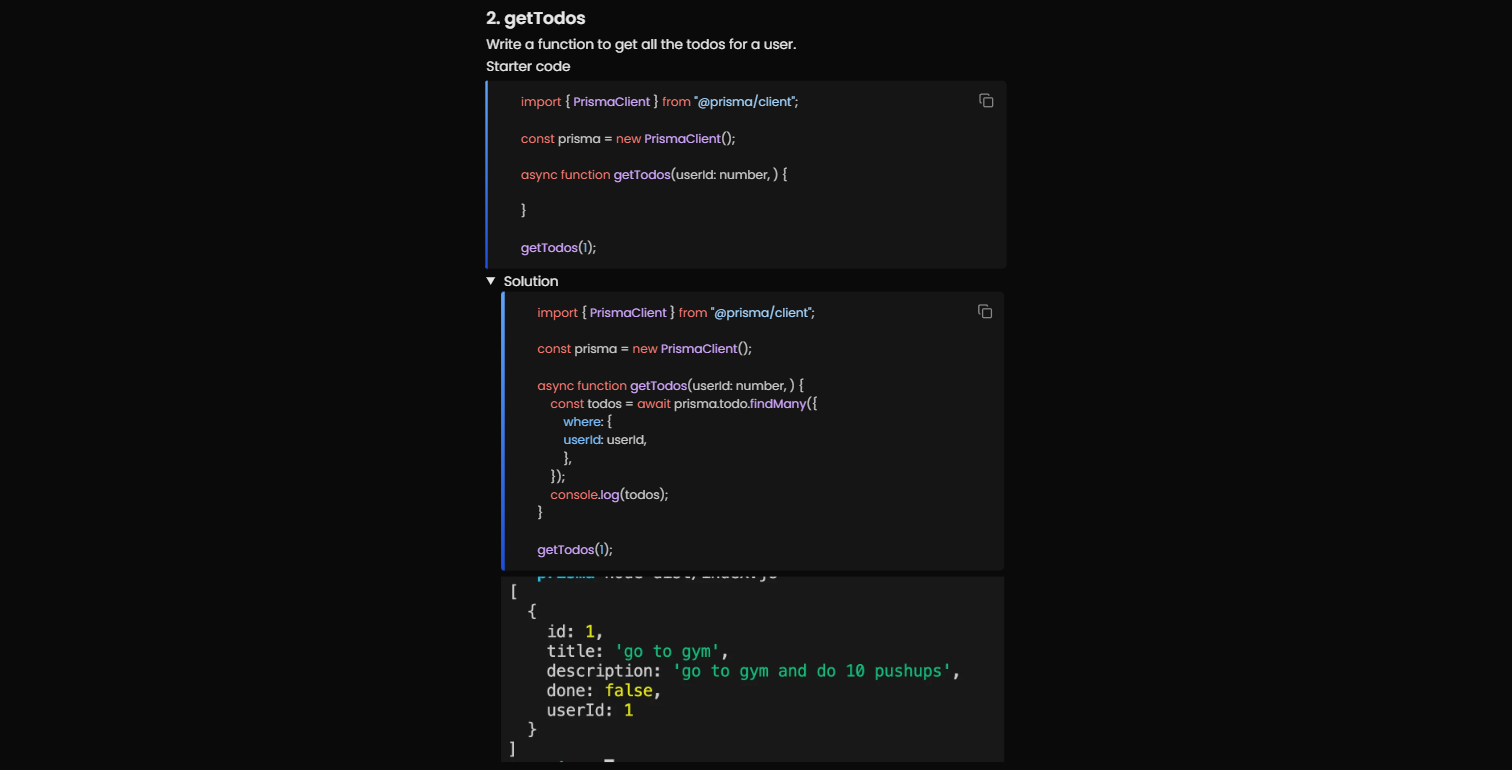 2. getTodos
Write a function to get all the todos for a user.
Starter code
import { PrismaClient } from "@prisma/client";
const prisma = new PrismaClient();
async function getTodos(userId: number, ) {
}
getTodos(1);
Solution
import { PrismaClient } from "@prisma/client";
const prisma = new PrismaClient();
async function getTodos(userId: number, ) {
const todos = await prisma.todo.findMany({
where: {
userId: userId,
},
});
console.log(todos);
}
getTodos(1);
[
{
id: 1,
title: 'go to gym',
description: 'go to gym and do 10 pushups',
done: false,
userId: 1
}
]